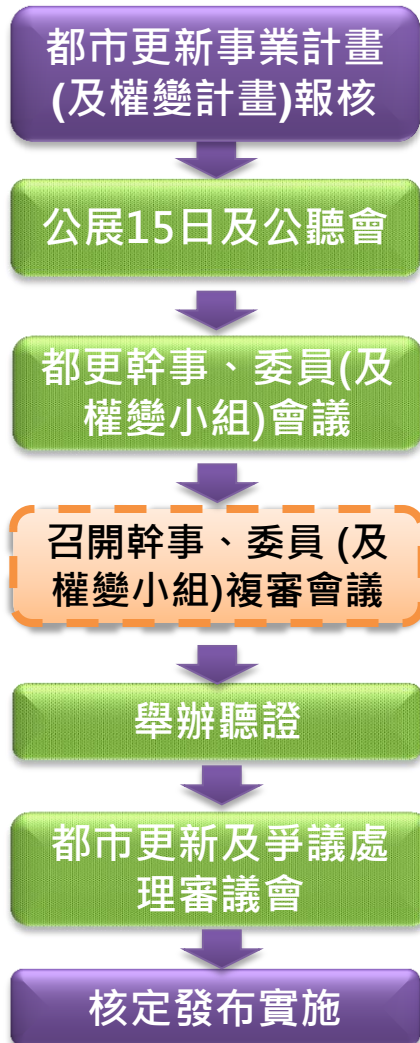 都市更新事業計畫
(及權變計畫)報核
公展15日及公聽會
都更幹事、委員(及
權變小組)會議
召開幹事、委員 (及
權變小組)複審會議
舉辦聽證
都市更新及爭議處
理審議會
核定發布實施